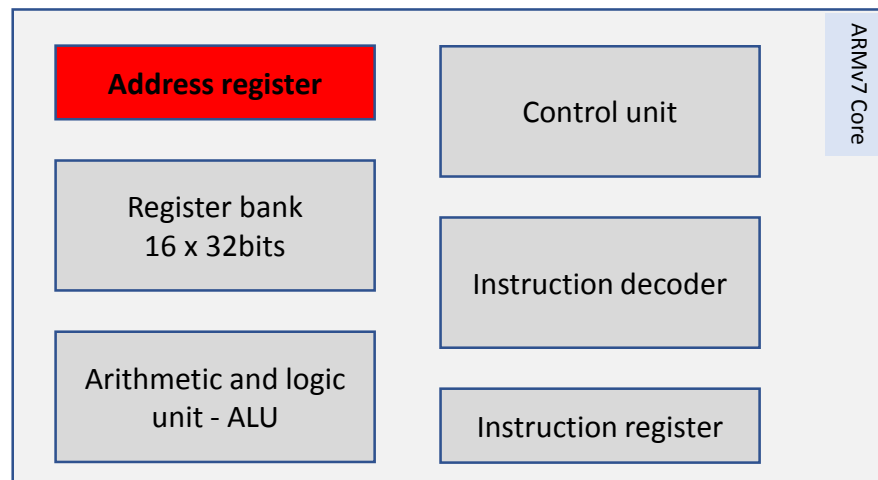 Address register
Register bank
16 x 32bits
Arithmetic and logic
unit - ALU
Control unit
Instruction decoder
Instruction register
ARMv7 Core